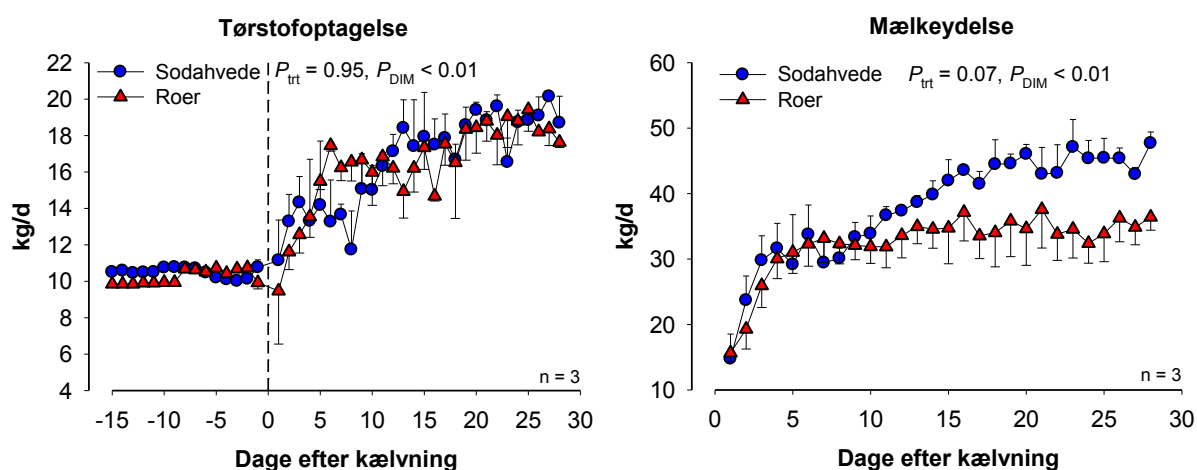 Tørstofoptagelse
Sodahvede
Roer
P_trt = 0.95, P_DIM < 0.01
kg/d
22
20
18
16
14
12
10
8
6
4
-15 -10 -5 0 5 10 15 20 25 30
n = 3
Dage efter kælvning
Mælkeydelse
Sodahvede
Roer
P_trt = 0.07, P_DIM < 0.01
kg/d
60
50
40
30
20
10
0 5 10 15 20 25 30
n = 3
Dage efter kælvning